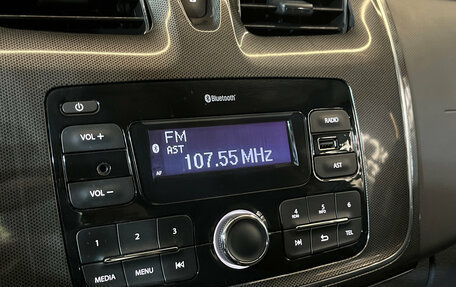 Bluetooth
RADIO
VOL +
FM
AST
107.55 MHz
AF
AST
VOL -
1 2 3
4 5 6
MEDIA MENU
TEL